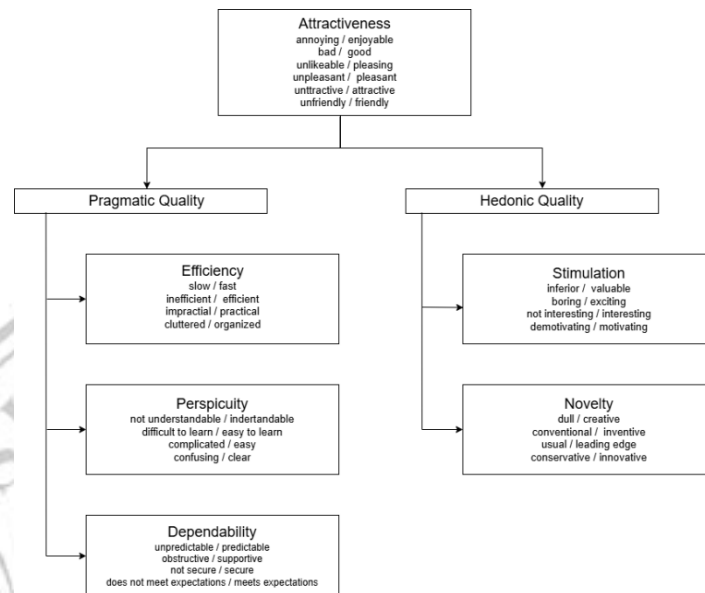 Attractiveness
annoying / enjoyable
bad / good
unlikeable / pleasing
unpleasant / pleasant
unttractive / attractive
unfriendly / friendly
Pragmatic Quality
Efficiency
slow / fast
inefficient / efficient
impractial / practical
cluttered / organized
Perspicuity
not understandable / indertandable
difficult to learn / easy to learn
complicated / easy
confusing / clear
Dependability
unpredictable / predictable
obstructive / supportive
not secure / secure
does not meet expectations / meets expectations
Hedonic Quality
Stimulation
inferior / valuable
boring / exciting
not interesting / interesting
demotivating / motivating
Novelty
dull / creative
conventional / inventive
usual / leading edge
conservative / innovative